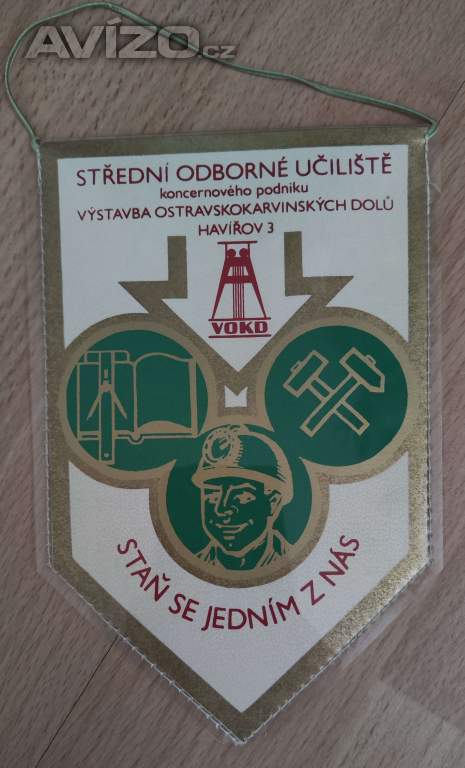 AVÍZO.cz
STŘEDNÍ ODBORNÉ UČILIŠTĚ
koncernového podniku
VÝSTAVBA OSTRAVSKOKARVINSKÝCH DOLŮ
HAVÍŘOV 3
VOKD
STAŇ SE JEDNÍM Z NÁS